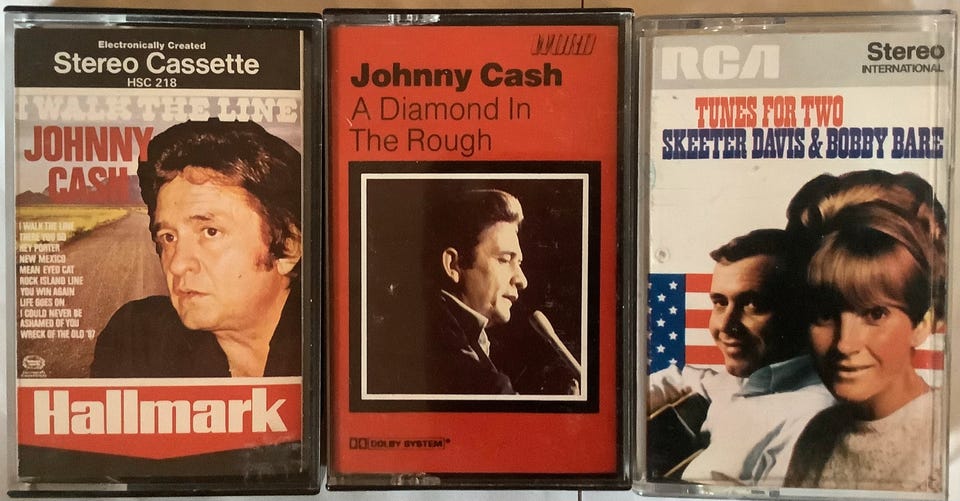 Electronically Created
Stereo Cassette
HSC 218
I WALK THE LINE
JOHNNY
CASH
I WALK THE LINE
THERE YOU GO
HEY PORTER
NEW MEXICO
MEAN EYED CAT
ROCK ISLAND LINE
YOU WIN AGAIN
LIFE GOES ON
I COULD NEVER BE
ASHAMED OF YOU
WRECK OF THE OLD '97
Hallmark
WORD
Johnny Cash
A Diamond In
The Rough
DOLBY SYSTEM
RCA
Stereo
INTERNATIONAL
TUNES FOR TWO
SKEETER DAVIS & BOBBY BARE